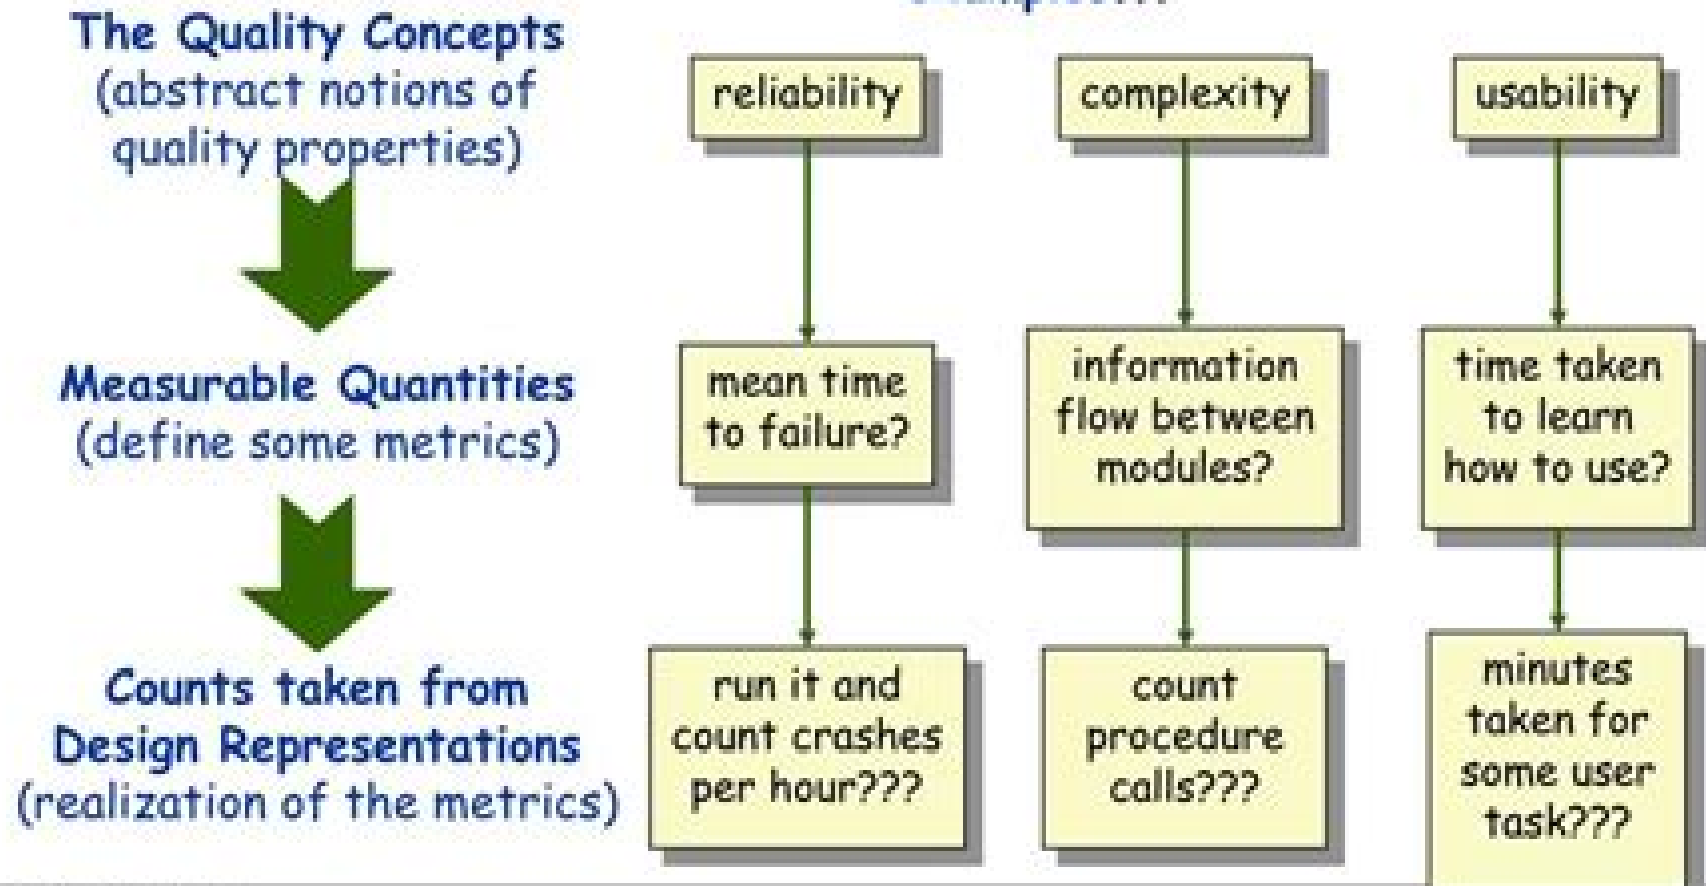 The Quality Concepts
(abstract notions of
quality properties)
Measurable Quantities
(define some metrics)
Counts taken from
Design Representations
(realization of the metrics)
reliability
mean time
to failure?
run it and
count crashes
per hour???
complexity
information
flow between
modules?
count
procedure
calls???
usability
time taken
to learn
how to use?
minutes
taken for
some user
task???